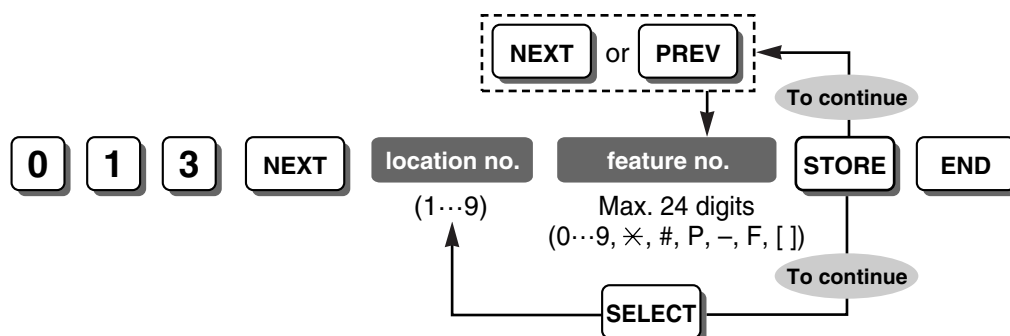 NEXT or PREV
To continue
0 1 3 NEXT location no. feature no. STORE END
(1···9) Max. 24 digits
(0···9, ✳, #, P, –, F, [ ])
To continue
SELECT